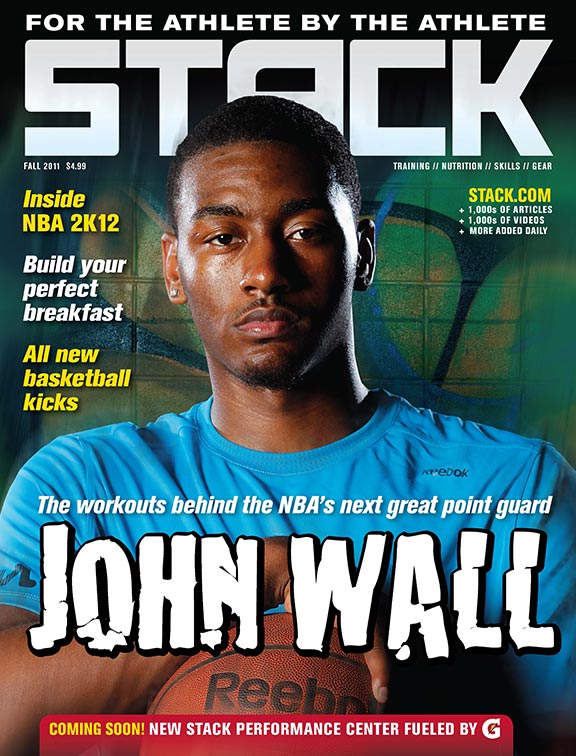 FOR THE ATHLETE BY THE ATHLETE
STACK
FALL 2011 $4.99
TRAINING // NUTRITION // SKILLS // GEAR
Inside
NBA 2K12
Build your
perfect
breakfast
All new
basketball
kicks
STACK.COM
+ 1,000s OF ARTICLES
+ 1,000s OF VIDEOS
+ MORE ADDED DAILY
Reebok
The workouts behind the NBA's next great point guard
JOHN WALL
Reebo
COMING SOON! NEW STACK PERFORMANCE CENTER FUELED BY G